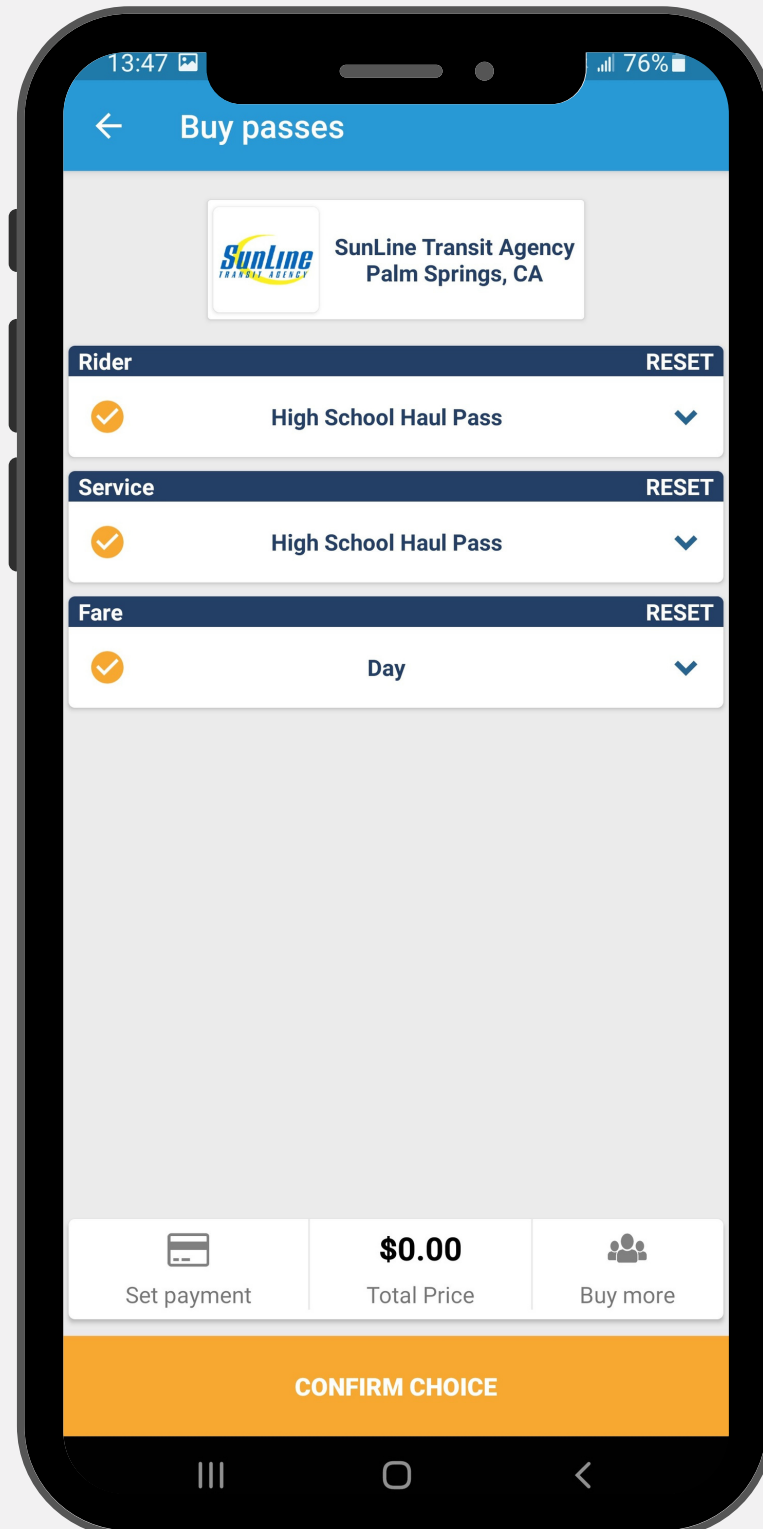 13:47
76%
Buy passes
SunLine
TRANSIT AGENCY
SunLine Transit Agency
Palm Springs, CA
Rider RESET
High School Haul Pass
Service RESET
High School Haul Pass
Fare RESET
Day
$0.00
Set payment Total Price Buy more
CONFIRM CHOICE